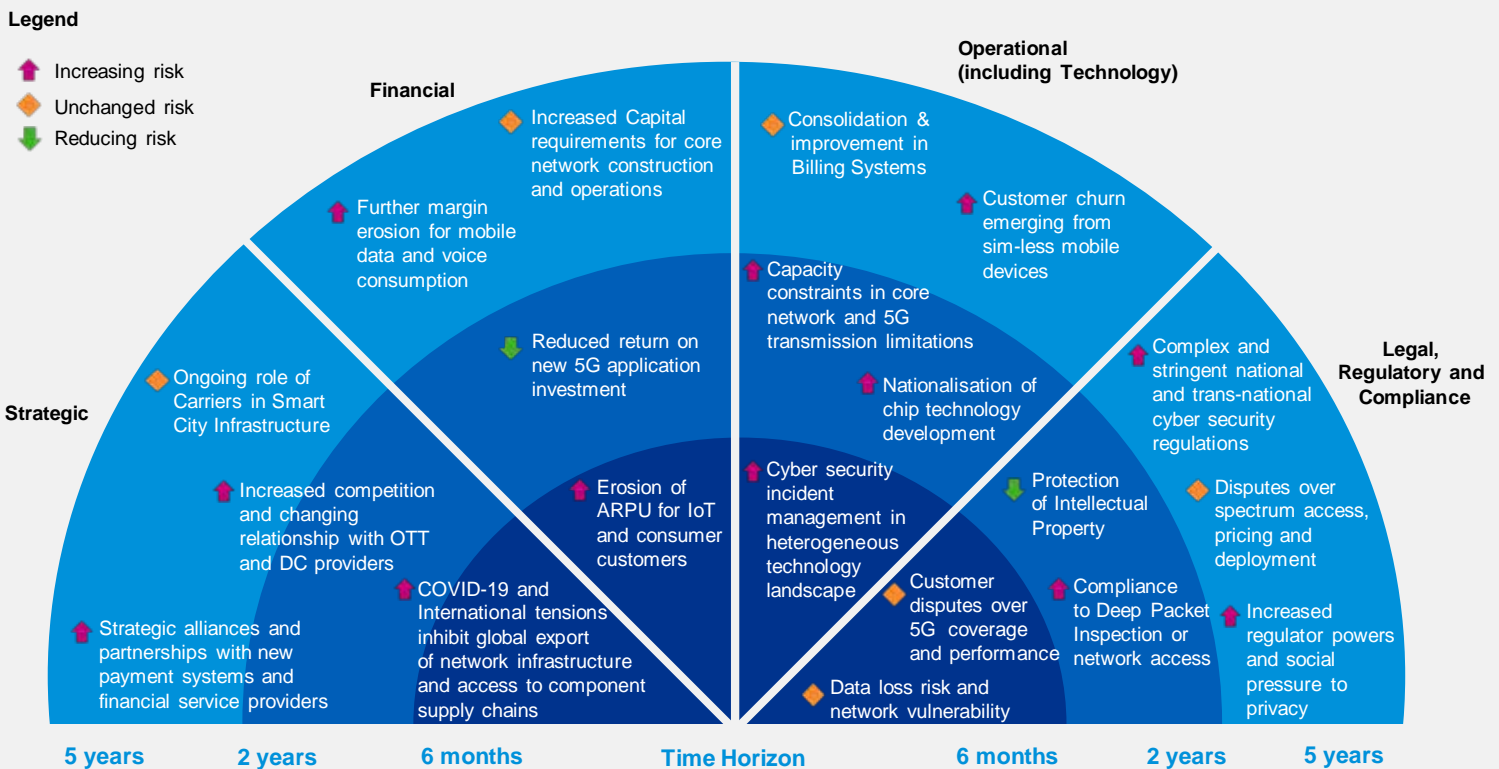 Legend
Increasing risk
Unchanged risk
Reducing risk
Financial
Increased Capital
requirements for core
network construction
and operations
Further margin
erosion for mobile
data and voice
consumption
Reduced return on
new 5G application
investment
Erosion of
ARPU for IoT
and consumer
customers
Operational
(including Technology)
Consolidation &
improvement in
Billing Systems
Customer churn
emerging from
sim-less mobile
devices
Capacity
constraints in core
network and 5G
transmission limitations
Nationalisation of
chip technology
development
Cyber security
incident
management in
heterogeneous
technology
landscape
Strategic
Ongoing role of
Carriers in Smart
City Infrastructure
Increased competition
and changing
relationship with OTT
and DC providers
COVID-19 and
International tensions
inhibit global export
of network infrastructure
and access to component
supply chains
Strategic alliances and
partnerships with new
payment systems and
financial service providers
Legal,
Regulatory and
Compliance
Complex and
stringent national
and trans-national
cyber security
regulations
Protection
of Intellectual
Property
Disputes over
spectrum access,
pricing and
deployment
Customer
disputes over
5G coverage
and performance
Compliance
to Deep Packet
Inspection or
network access
Increased
regulator powers
and social
pressure to
privacy
Data loss risk and
network vulnerability
5 years
2 years
6 months
Time Horizon
6 months
2 years
5 years